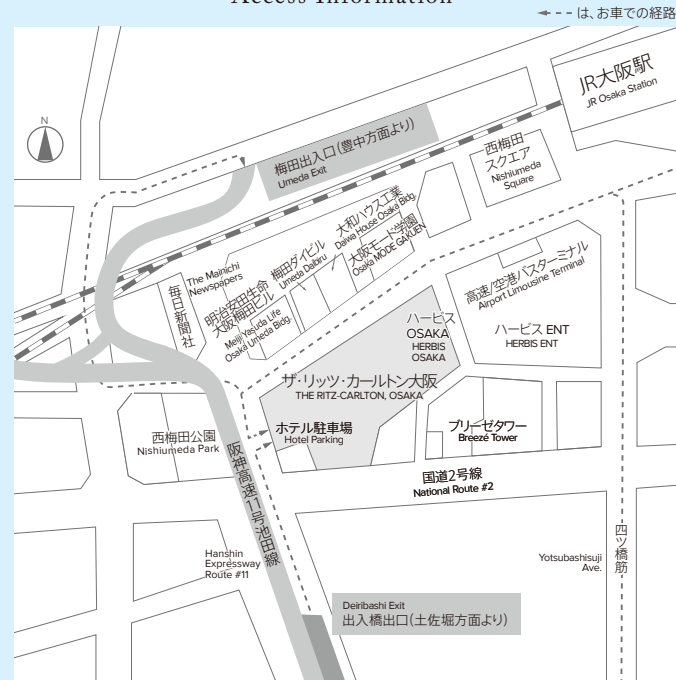 Access Information
は、お車での経路
N
JR大阪駅
JR Osaka Station
梅田出入口(豊中方面より)
Umeda Exit
西梅田
スクエア
Nishiumeda
Square
大和ハウス工業
Daiwa House Osaka Bldg.
大阪モード学園
Osaka MODE GAKUEN
梅田ダイビル
Umeda Daibiru
The Mainichi
Newspapers
毎日新聞社
明治安田生命
大阪梅田ビル
Meiji Yasuda Life
Osaka Umeda Bldg.
高速/空港バスターミナル
Airport Limousine Terminal
ハービス ENT
HERBIS ENT
ハービス
OSAKA
HERBIS
OSAKA
ザ・リッツ・カールトン大阪
THE RITZ-CARLTON, OSAKA
ホテル駐車場
Hotel Parking
ブリーゼタワー
Breezé Tower
西梅田公園
Nishiumeda Park
国道2号線
National Route #2
阪神高速11号池田線
Hanshin
Expressway
Route #11
四ツ橋筋
Yotsubashisuji
Ave.
Deiribashi Exit
出入橋出口(土佐堀方面より)